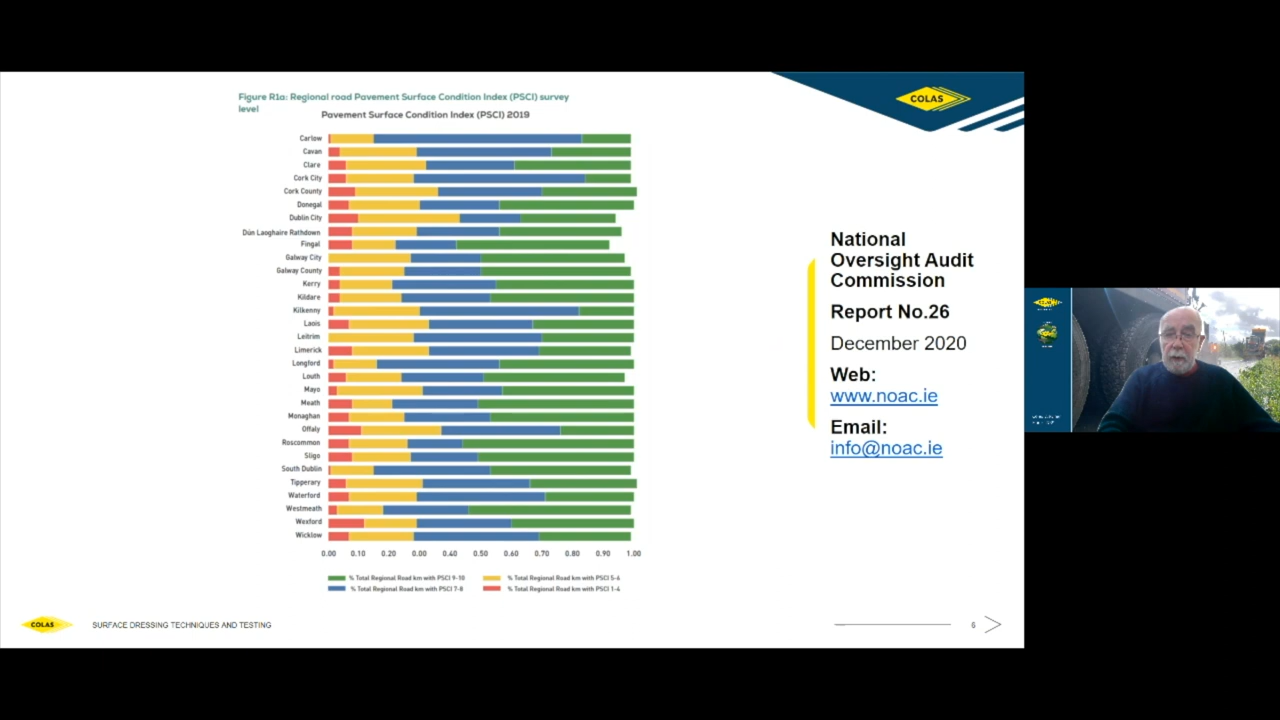 Figure R1a: Regional road Pavement Surface Condition Index (PSCI) survey
level
Pavement Surface Condition Index (PSCI) 2019
Carlow
Cavan
Clare
Cork City
Cork County
Donegal
Dublin City
Dún Laoghaire Rathdown
Fingal
Galway City
Galway County
Kerry
Kildare
Kilkenny
Laois
Leitrim
Limerick
Longford
Louth
Mayo
Meath
Monaghan
Offaly
Roscommon
Sligo
South Dublin
Tipperary
Waterford
Westmeath
Wexford
Wicklow
0.00 0.10 0.20 0.00 0.40 0.50 0.60 0.70 0.80 0.90 1.00
% Total Regional Road km with PSCI 9-10
% Total Regional Road km with PSCI 5-6
% Total Regional Road km with PSCI 7-8
% Total Regional Road km with PSCI 1-4
COLAS
National
Oversight Audit
Commission
Report No.26
December 2020
Web:
www.noac.ie
Email:
info@noac.ie
COLAS
SURFACE DRESSING TECHNIQUES AND TESTING
6